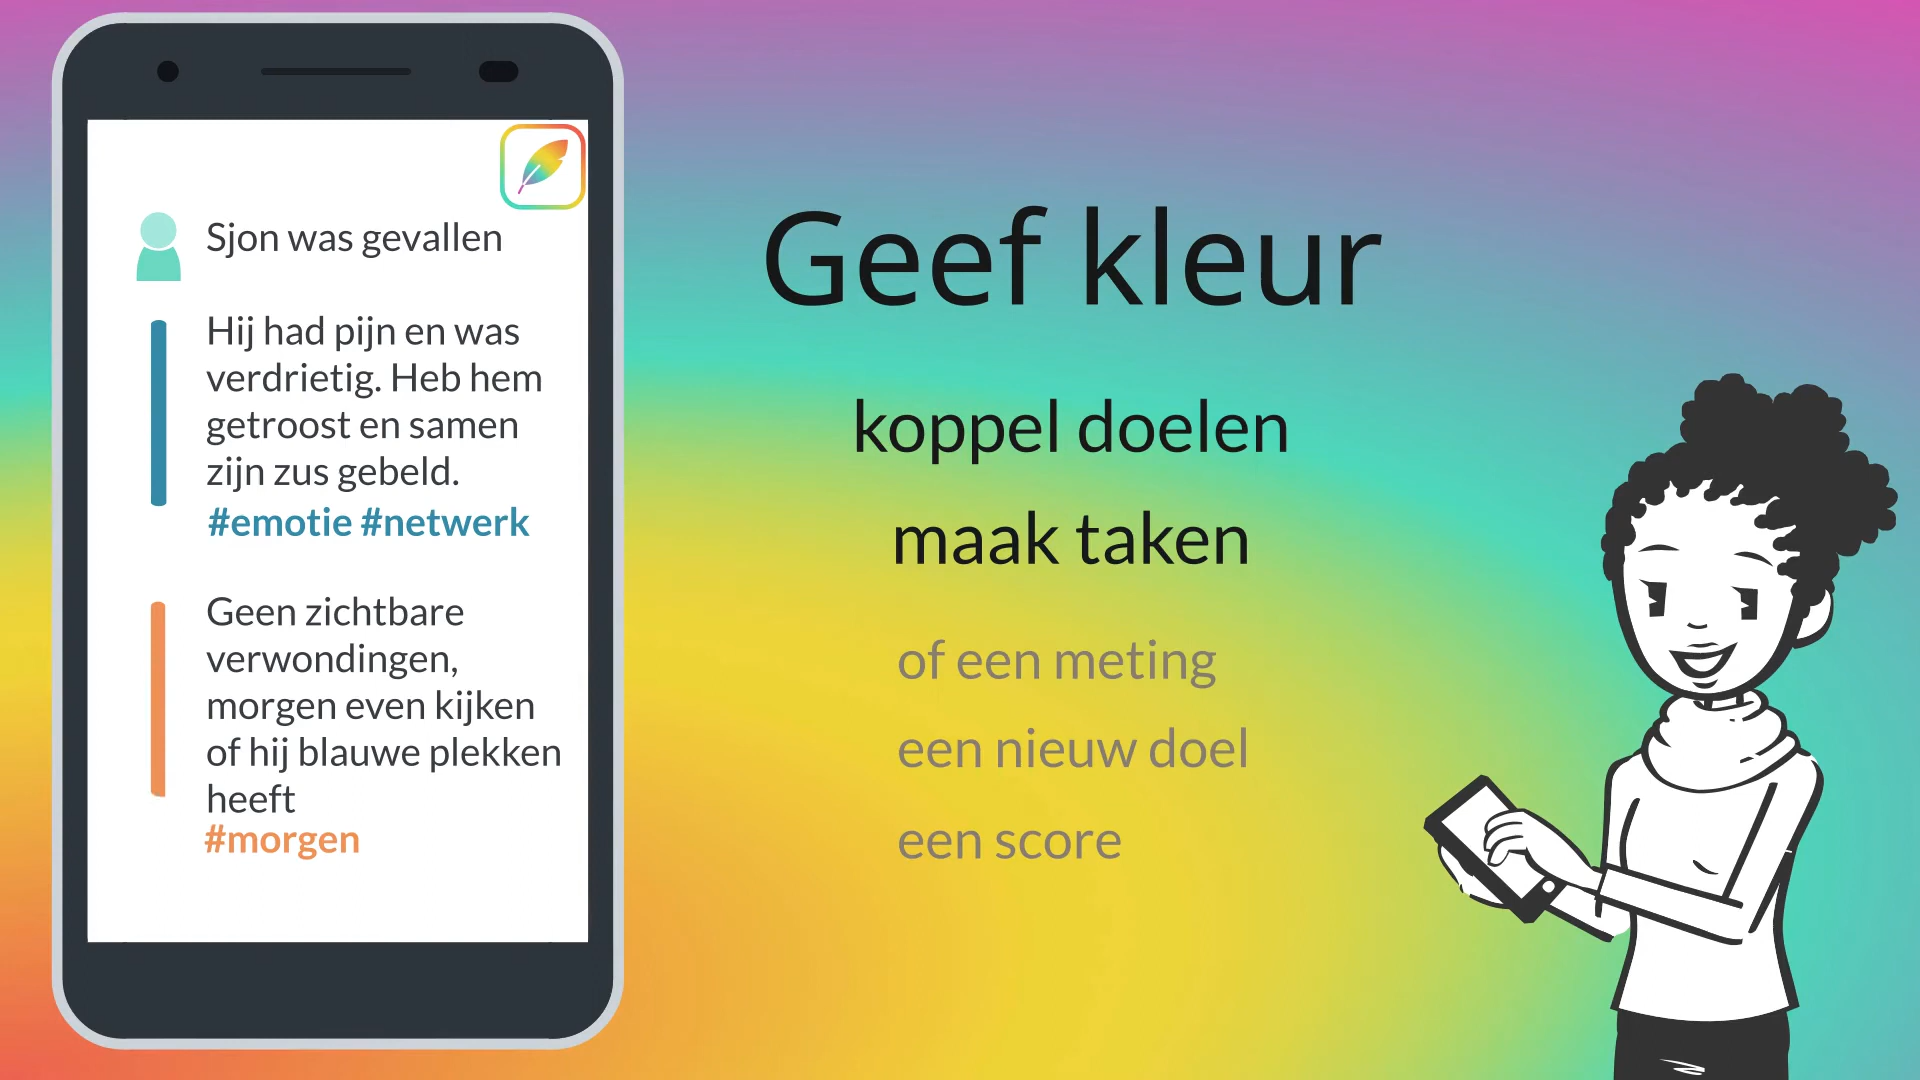 Sjon was gevallen
Hij had pijn en was
verdrietig. Heb hem
getroost en samen
zijn zus gebeld.
#emotie #netwerk
Geen zichtbare
verwondingen,
morgen even kijken
of hij blauwe plekken
heeft
#morgen
Geef kleur
koppel doelen
maak taken
of een meting
een nieuw doel
een score